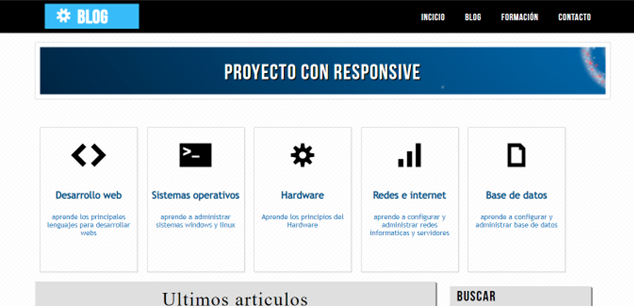 BLOG
INCICIO BLOG FORMACIÓN CONTACTO
PROYECTO CON RESPONSIVE
>_
Desarrollo web
aprende los principales
lenguajes para desarrollar
webs
Sistemas operativos
aprende a administrar
sistemas windows y linux
Hardware
Aprende los principios del
Hardware
Redes e internet
aprende a configurar y
administrar redes
informaticas y servidores
Base de datos
aprende a configurar y
administrar base de datos
Ultimos articulos
BUSCAR